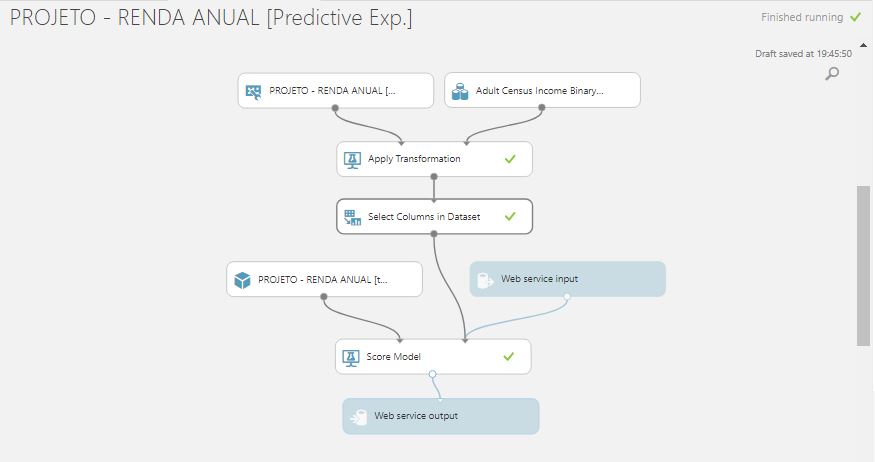 PROJETO - RENDA ANUAL [Predictive Exp.]
Finished running
Draft saved at 19:45:50
PROJETO - RENDA ANUAL [...
Adult Census Income Binary...
Apply Transformation
Select Columns in Dataset
PROJETO - RENDA ANUAL [t...
Web service input
Score Model
Web service output